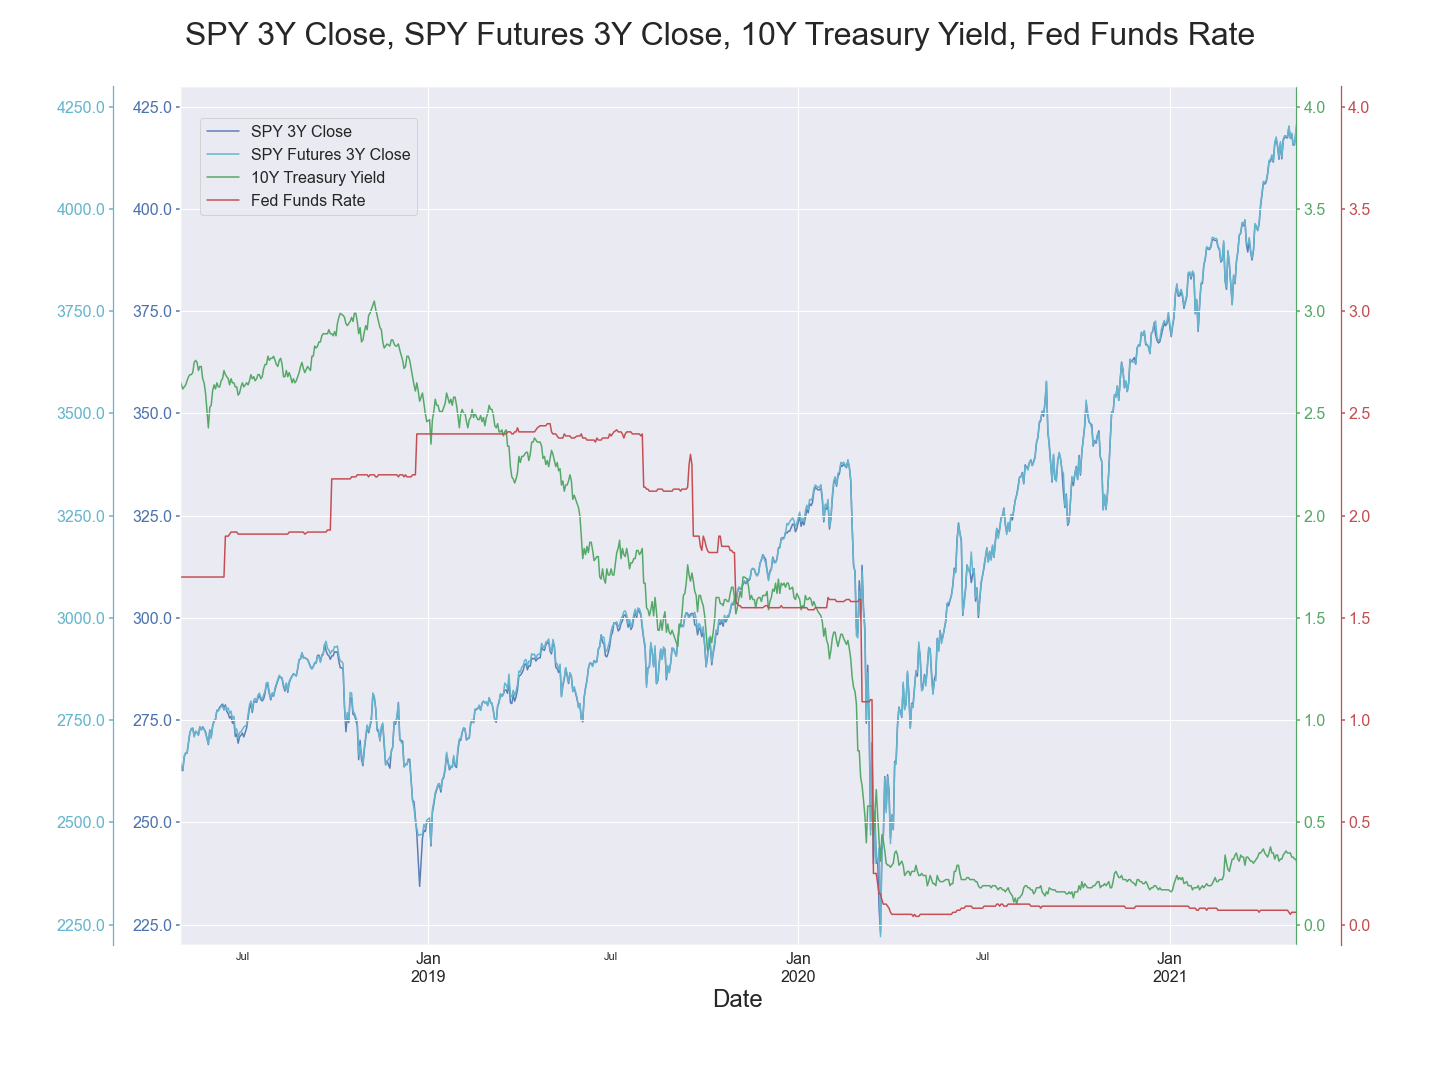 SPY 3Y Close, SPY Futures 3Y Close, 10Y Treasury Yield, Fed Funds Rate
4250.0 425.0 4.0 4.0
SPY 3Y Close
SPY Futures 3Y Close
10Y Treasury Yield
Fed Funds Rate
4000.0 400.0 3.5 3.5
3750.0 375.0 3.0 3.0
3500.0 350.0 2.5 2.5
3250.0 325.0 2.0 2.0
3000.0 300.0 1.5 1.5
2750.0 275.0 1.0 1.0
2500.0 250.0 0.5 0.5
2250.0 225.0 0.0 0.0
Jul Jan Jul Jan Jul Jan
2019 2020 2021
Date